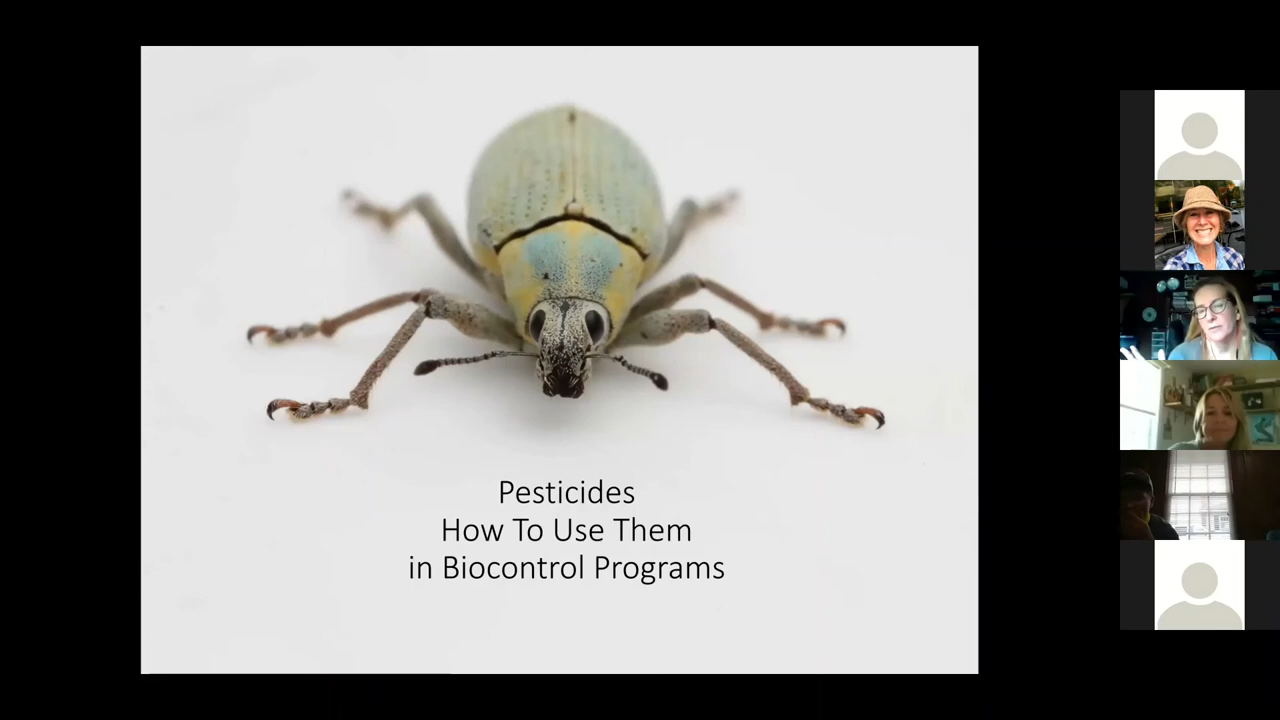 Pesticides
How To Use Them
in Biocontrol Programs